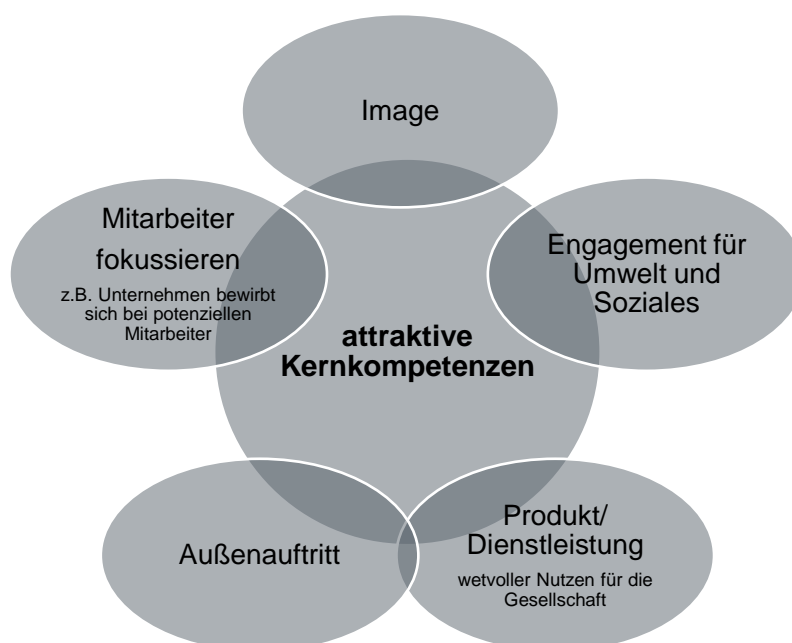 Image
Mitarbeiter
fokussieren
z.B. Unternehmen bewirbt
sich bei potenziellen
Mitarbeiter
Engagement für
Umwelt und
Soziales
attraktive
Kernkompetenzen
Außenauftritt
Produkt/
Dienstleistung
wetvoller Nutzen für die
Gesellschaft